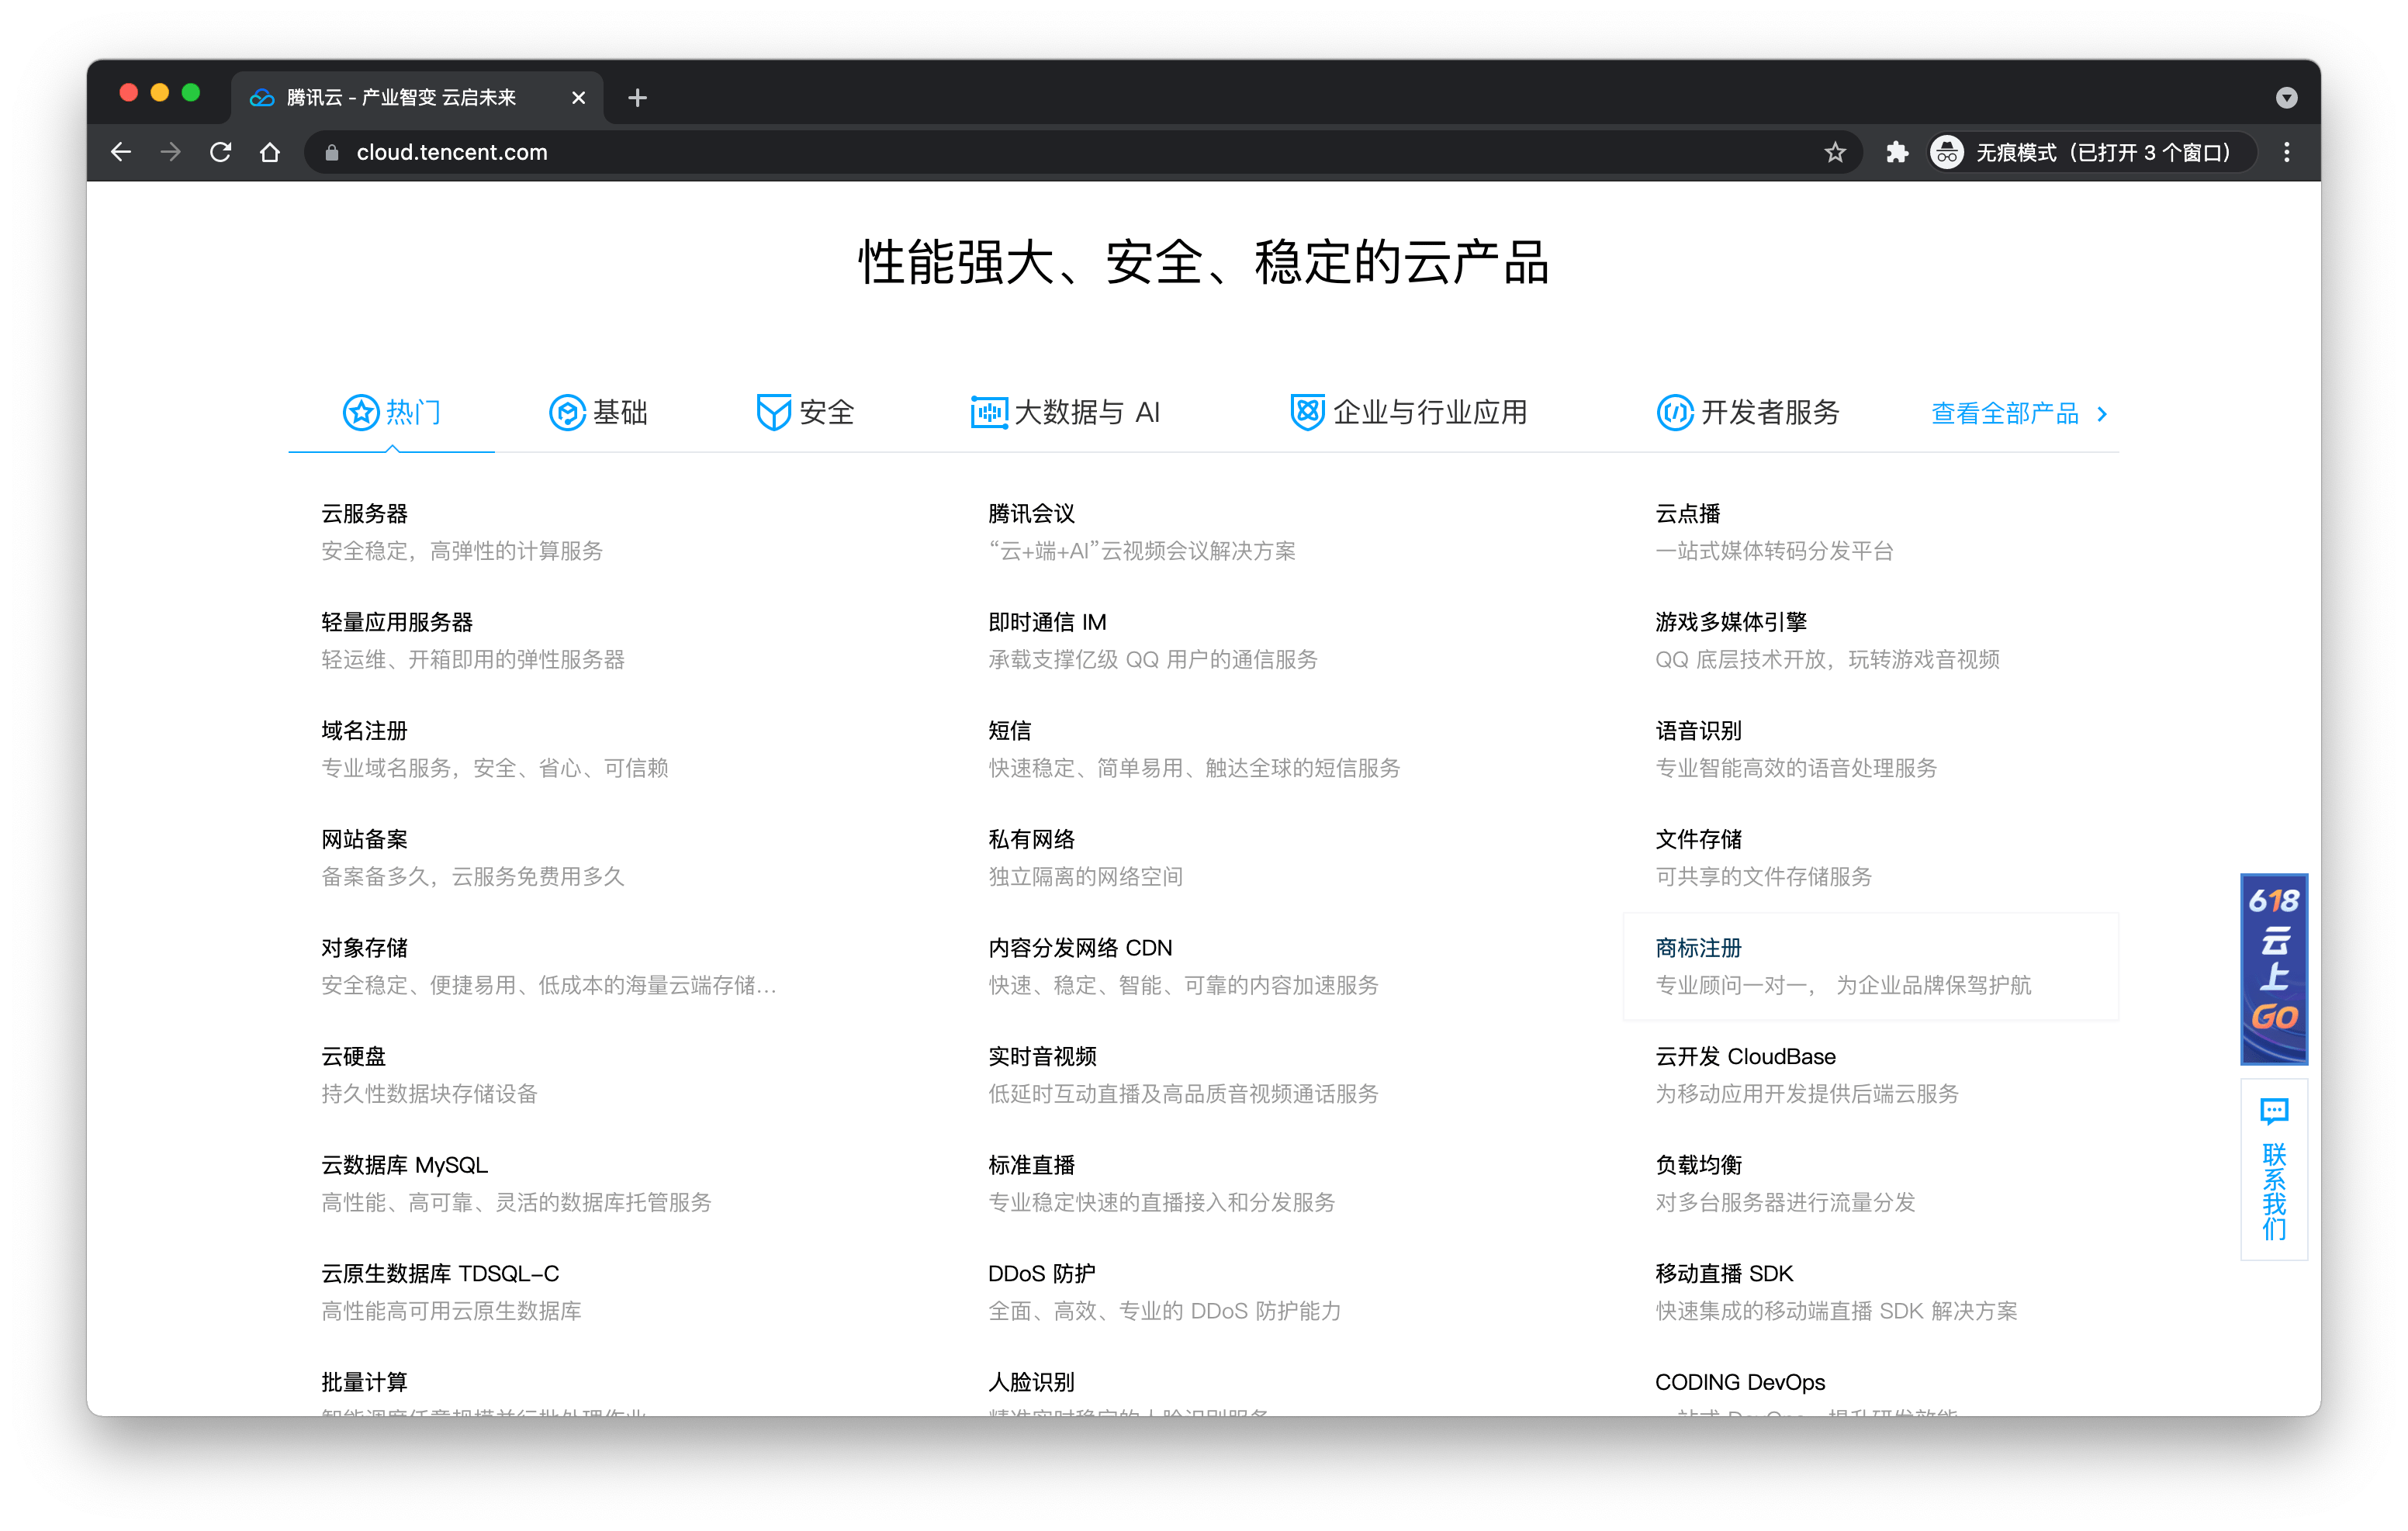 腾讯云 - 产业智变 云启未来
cloud.tencent.com
无痕模式（已打开 3 个窗口）
性能强大、安全、稳定的云产品
热门 基础 安全 大数据与 AI 企业与行业应用 开发者服务 查看全部产品
云服务器
安全稳定，高弹性的计算服务
腾讯会议
“云+端+AI”云视频会议解决方案
云点播
一站式媒体转码分发平台
轻量应用服务器
轻运维、开箱即用的弹性服务器
即时通信 IM
承载支撑亿级 QQ 用户的通信服务
游戏多媒体引擎
QQ 底层技术开放，玩转游戏音视频
域名注册
专业域名服务，安全、省心、可信赖
短信
快速稳定、简单易用、触达全球的短信服务
语音识别
专业智能高效的语音处理服务
网站备案
备案备多久，云服务免费用多久
私有网络
独立隔离的网络空间
文件存储
可共享的文件存储服务
对象存储
安全稳定、便捷易用、低成本的海量云端存储...
内容分发网络 CDN
快速、稳定、智能、可靠的内容加速服务
商标注册
专业顾问一对一， 为企业品牌保驾护航
云硬盘
持久性数据块存储设备
实时音视频
低延时互动直播及高品质音视频通话服务
云开发 CloudBase
为移动应用开发提供后端云服务
云数据库 MySQL
高性能、高可靠、灵活的数据库托管服务
标准直播
专业稳定快速的直播接入和分发服务
负载均衡
对多台服务器进行流量分发
云原生数据库 TDSQL-C
高性能高可用云原生数据库
DDoS 防护
全面、高效、专业的 DDoS 防护能力
移动直播 SDK
快速集成的移动端直播 SDK 解决方案
批量计算
人脸识别
CODING DevOps
618
云
上
GO
联系我们